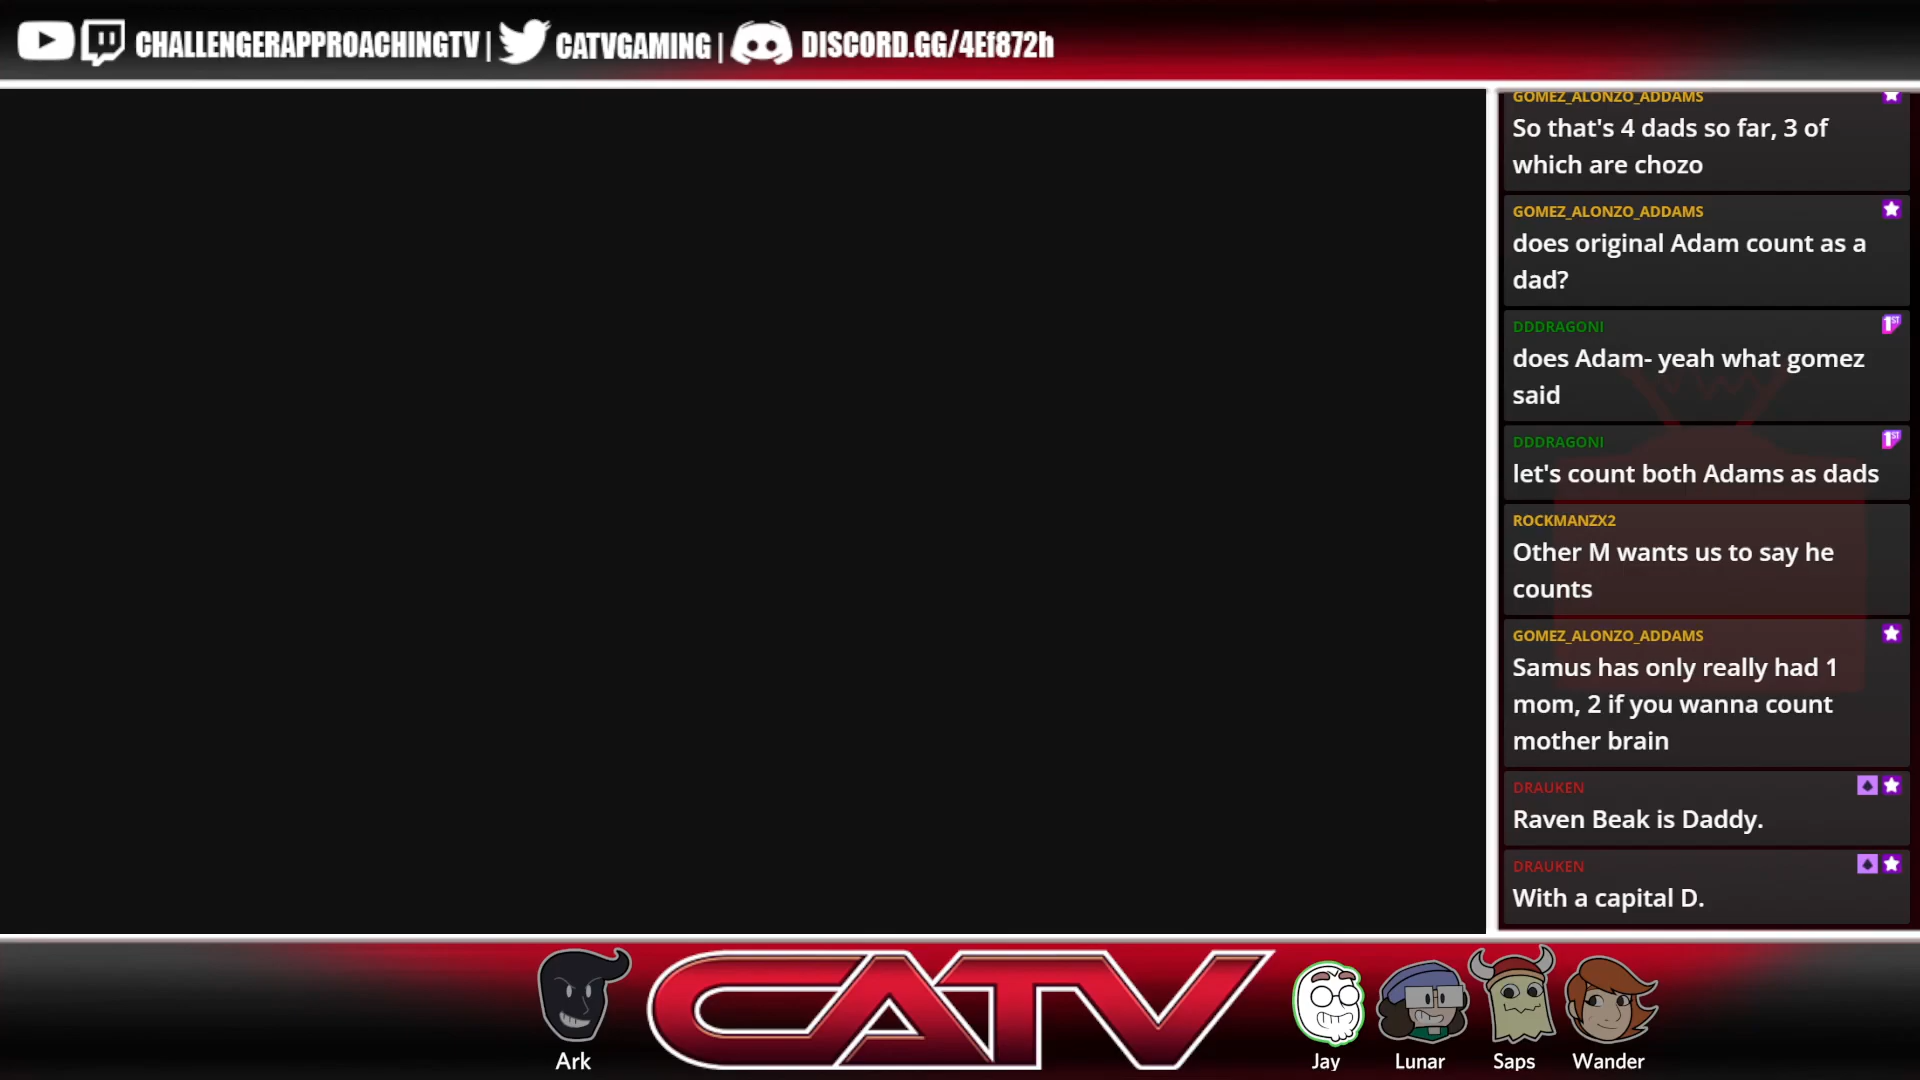 CHALLENGERAPPROACHINGTV | CATVGAMING | DISCORD.GG/4Ef872h
GOMEZ_ALONZO_ADDAMS
So that's 4 dads so far, 3 of
which are chozo
GOMEZ_ALONZO_ADDAMS
does original Adam count as a
dad?
DDDRAGONI
1ST
does Adam- yeah what gomez
said
DDDRAGONI
1ST
let's count both Adams as dads
ROCKMANZX2
Other M wants us to say he
counts
GOMEZ_ALONZO_ADDAMS
Samus has only really had 1
mom, 2 if you wanna count
mother brain
DRAUKEN
Raven Beak is Daddy.
DRAUKEN
With a capital D.
CATV
Ark
Jay
Lunar
Saps
Wander